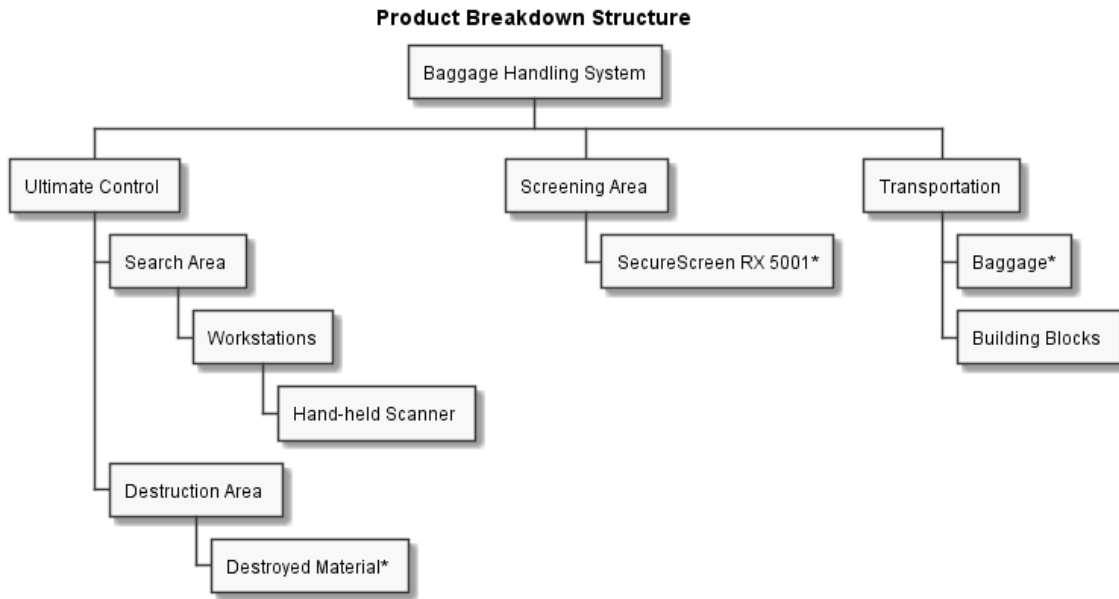 Product Breakdown Structure
Baggage Handling System
Ultimate Control
Screening Area
Transportation
Search Area
SecureScreen RX 5001*
Baggage*
Workstations
Building Blocks
Hand-held Scanner
Destruction Area
Destroyed Material*